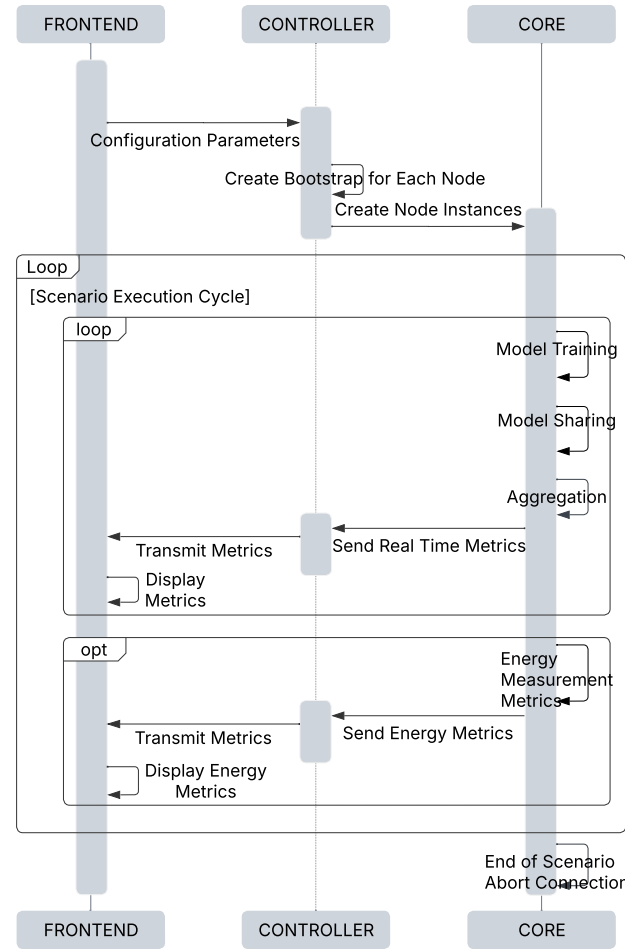 FRONTEND
CONTROLLER
CORE
Configuration Parameters
Create Bootstrap for Each Node
Create Node Instances
Loop
[Scenario Execution Cycle]
loop
Model Training
Model Sharing
Aggregation
Send Real Time Metrics
Transmit Metrics
Display
Metrics
opt
Energy
Measurement
Metrics
Send Energy Metrics
Transmit Metrics
Display Energy
Metrics
End of Scenario
Abort Connection
FRONTEND
CONTROLLER
CORE